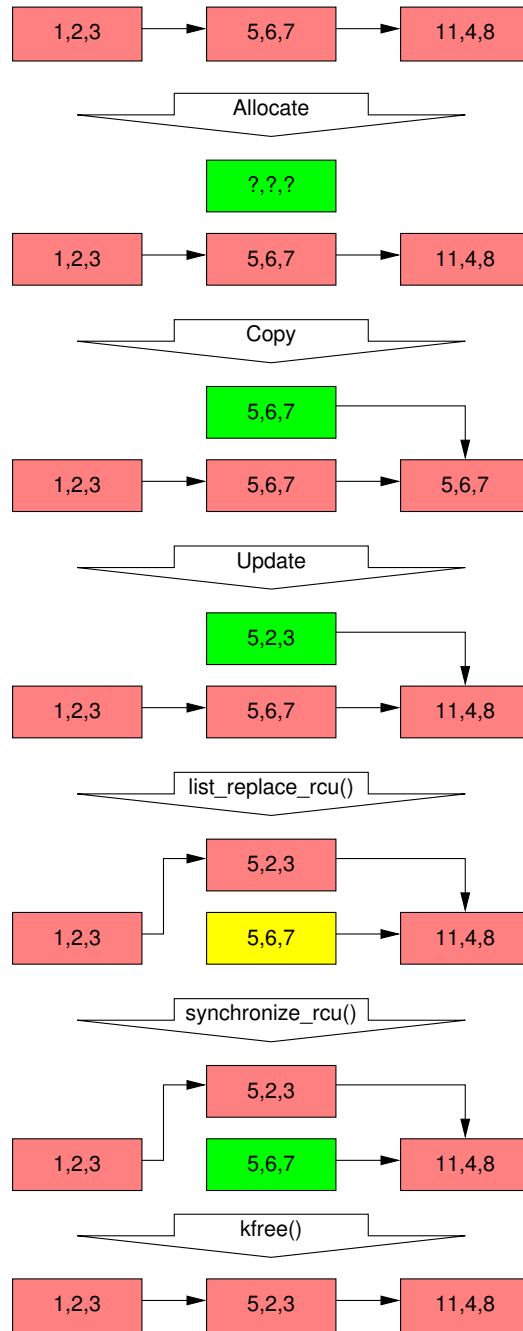 1,2,3 5,6,7 11,4,8
Allocate
?,?,?
1,2,3 5,6,7 11,4,8
Copy
5,6,7
1,2,3 5,6,7 5,6,7
Update
5,2,3
1,2,3 5,6,7 11,4,8
list_replace_rcu()
5,2,3
1,2,3 5,6,7 11,4,8
synchronize_rcu()
5,2,3
1,2,3 5,6,7 11,4,8
kfree()
1,2,3 5,2,3 11,4,8